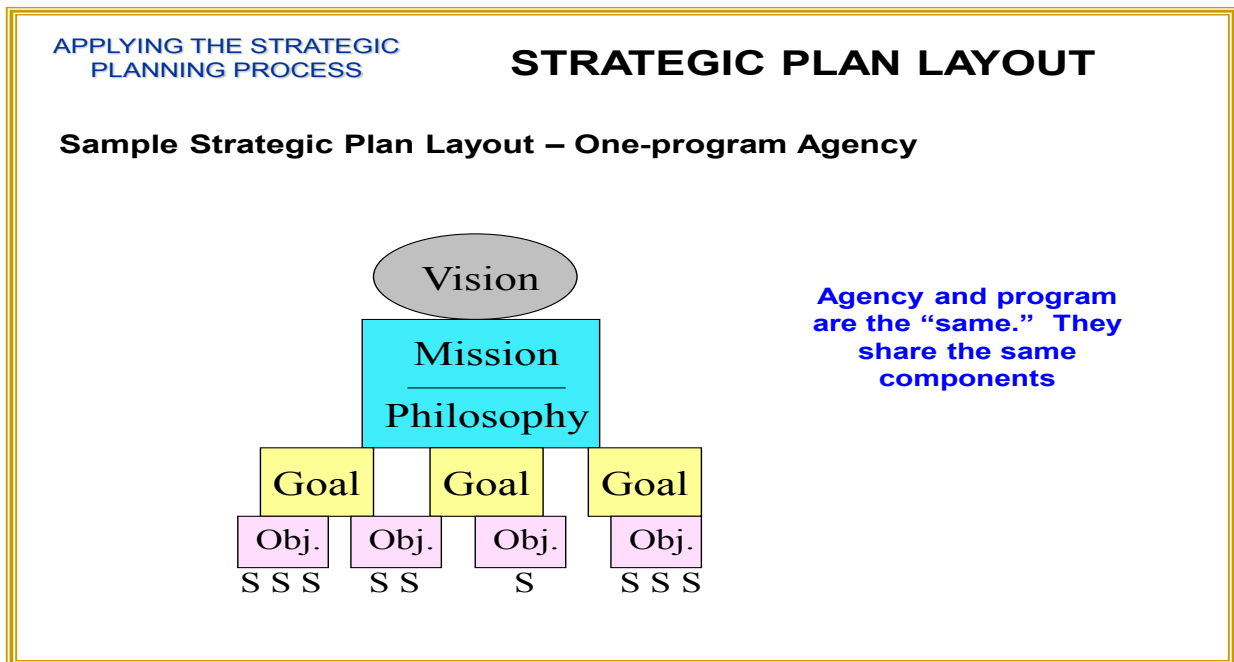 APPLYING THE STRATEGIC
PLANNING PROCESS
STRATEGIC PLAN LAYOUT
Sample Strategic Plan Layout – One-program Agency
Vision
Mission
Philosophy
Agency and program
are the “same.” They
share the same
components
Goal Goal Goal
Obj. Obj. Obj. Obj.
S S S S S S S S S